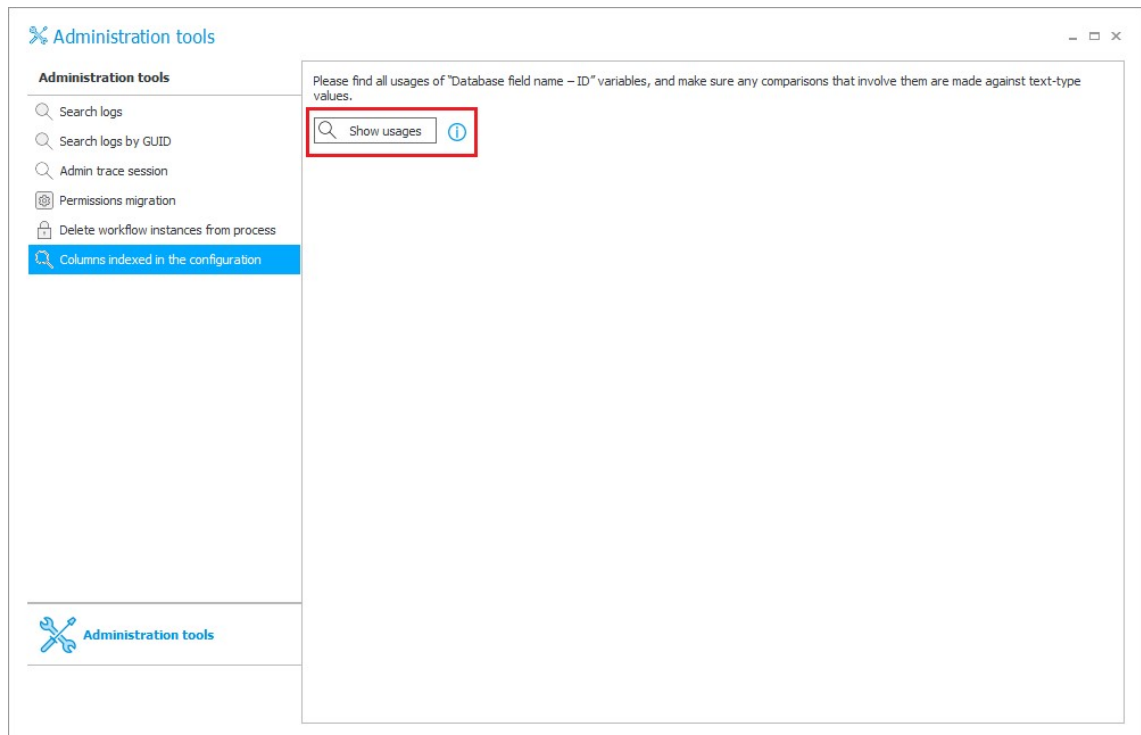 Administration tools
Administration tools
Search logs
Search logs by GUID
Admin trace session
Permissions migration
Delete workflow instances from process
Columns indexed in the configuration
Administration tools
Please find all usages of "Database field name – ID" variables, and make sure any comparisons that involve them are made against text-type
values.
Show usages